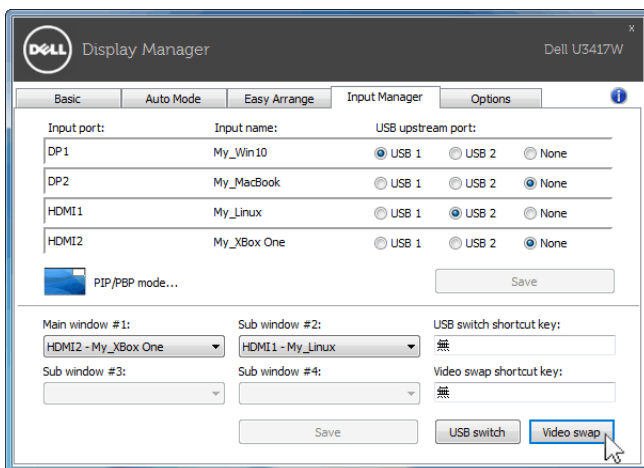 x
DELL Display Manager Dell U3417W
Basic Auto Mode Easy Arrange Input Manager Options
Input port: Input name: USB upstream port:
DP1 My_Win10 USB 1 USB 2 None
DP2 My_MacBook USB 1 USB 2 None
HDMI1 My_Linux USB 1 USB 2 None
HDMI2 My_XBox One USB 1 USB 2 None
PIP/PBP mode... Save
Main window #1: Sub window #2: USB switch shortcut key:
HDMI2 - My_XBox One HDMI1 - My_Linux 無
Sub window #3: Sub window #4: Video swap shortcut key:
無
Save USB switch Video swap